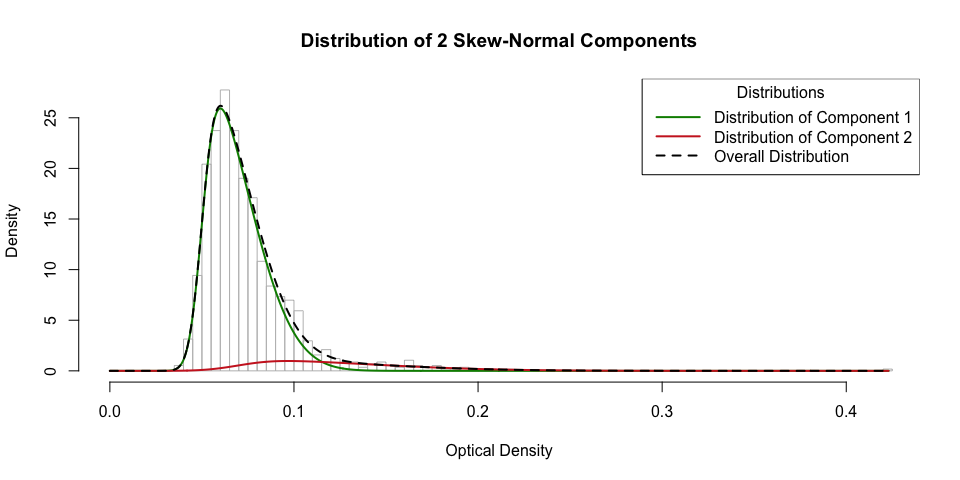 Distribution of 2 Skew-Normal Components
Distributions
Distribution of Component 1
Distribution of Component 2
Overall Distribution
Density
25
20
15
10
5
0
0.0 0.1 0.2 0.3 0.4
Optical Density